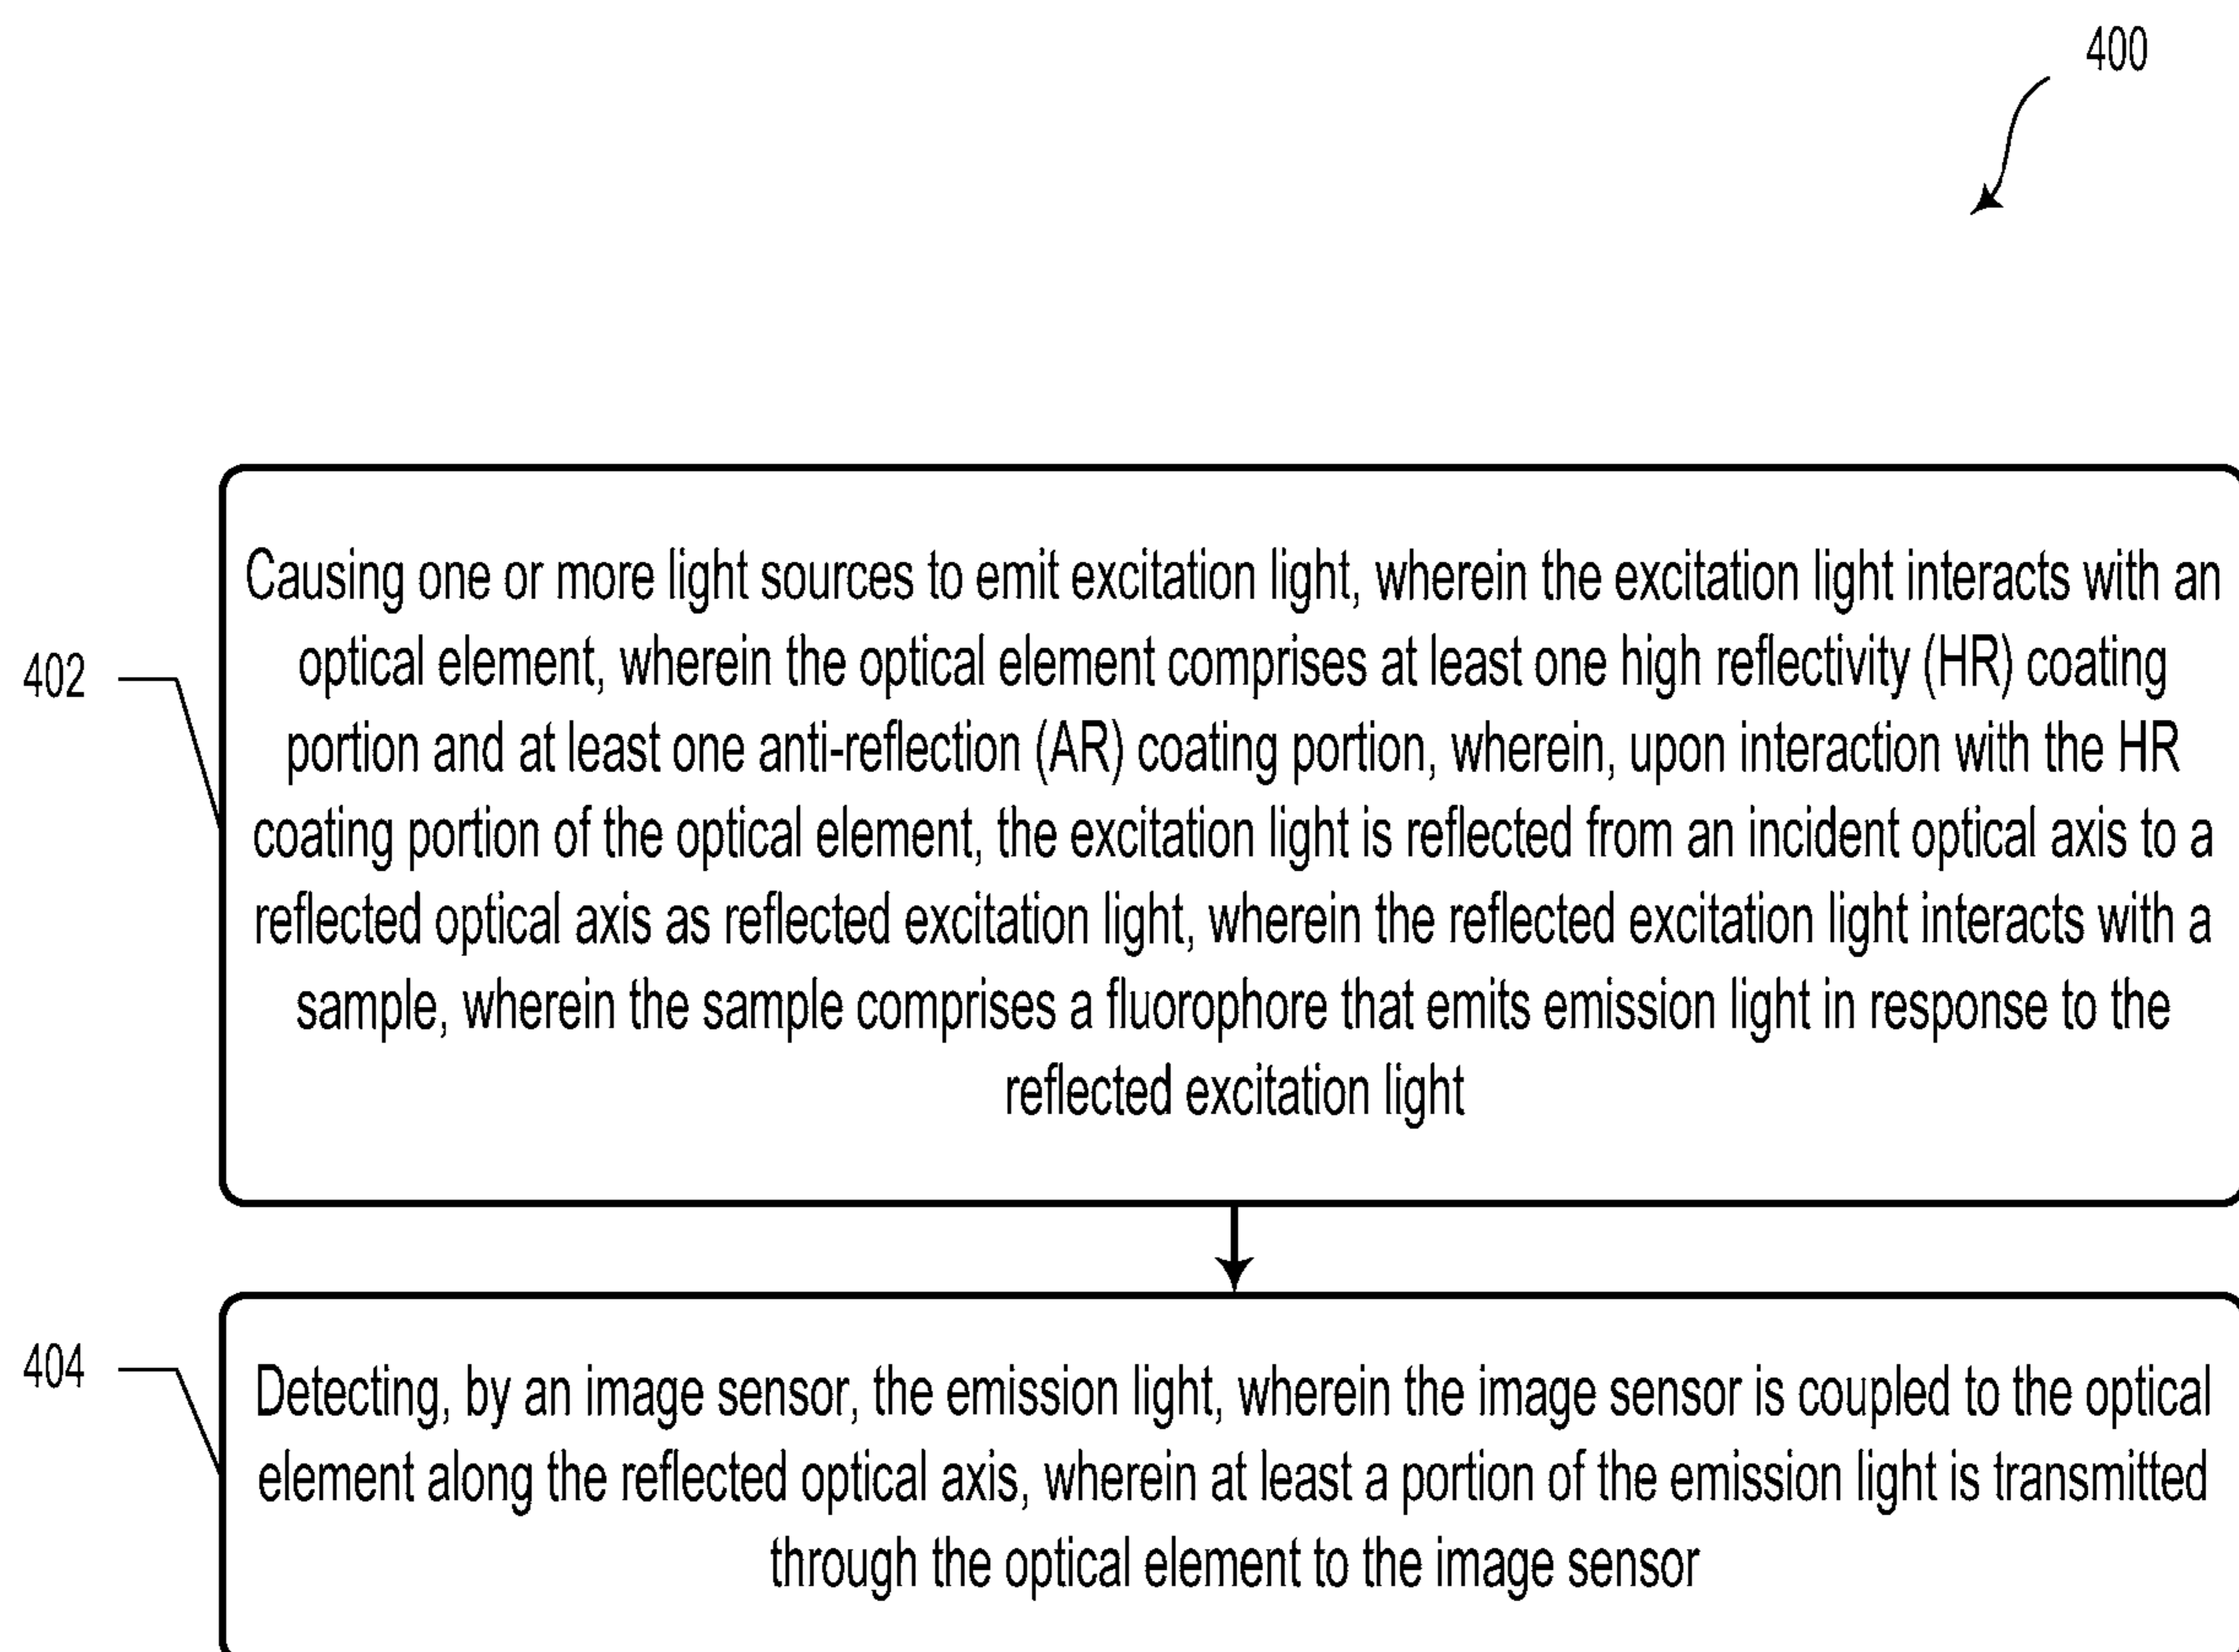 400
402
Causing one or more light sources to emit excitation light, wherein the excitation light interacts with an
optical element, wherein the optical element comprises at least one high reflectivity (HR) coating
portion and at least one anti-reflection (AR) coating portion, wherein, upon interaction with the HR
coating portion of the optical element, the excitation light is reflected from an incident optical axis to a
reflected optical axis as reflected excitation light, wherein the reflected excitation light interacts with a
sample, wherein the sample comprises a fluorophore that emits emission light in response to the
reflected excitation light
404
Detecting, by an image sensor, the emission light, wherein the image sensor is coupled to the optical
element along the reflected optical axis, wherein at least a portion of the emission light is transmitted
through the optical element to the image sensor